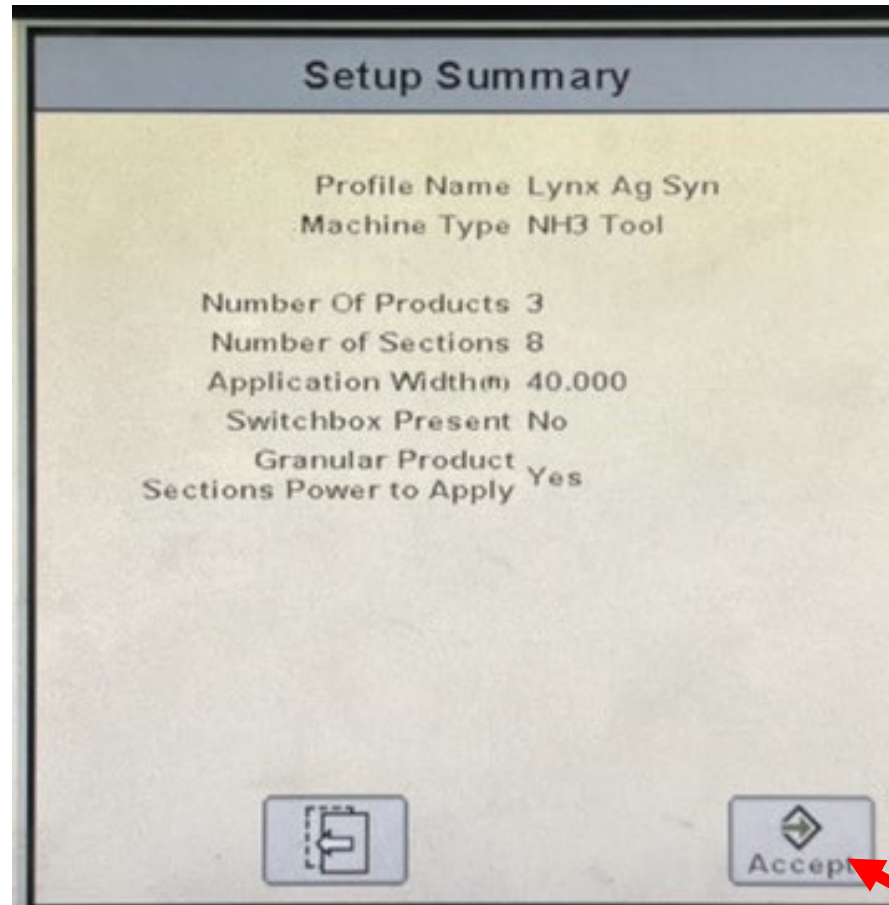 Setup Summary
Profile Name Lynx Ag Syn
Machine Type NH3 Tool
Number Of Products 3
Number of Sections 8
Application Width(ft) 40.000
Switchbox Present No
Granular Product
Sections Power to Apply Yes
Accept